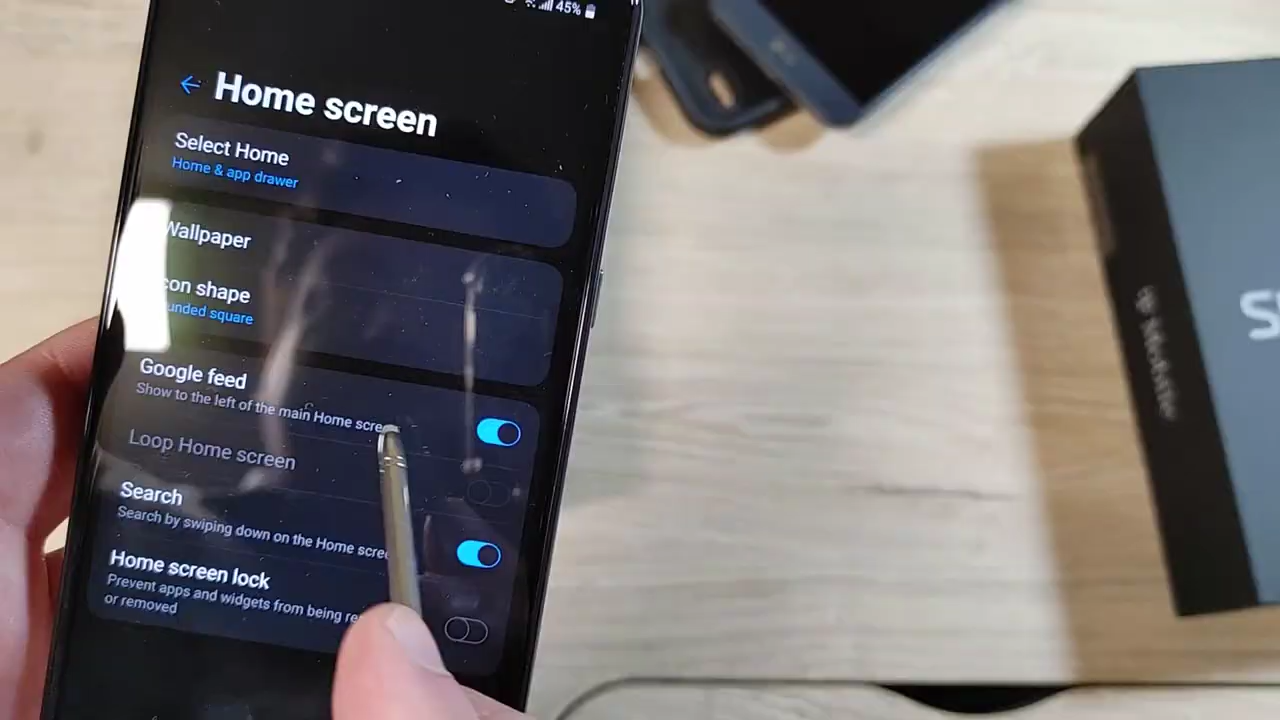 45%
Home screen
Select Home
Home & app drawer
Wallpaper
con shape
unded square
Google feed
Show to the left of the main Home scree
Loop Home screen
Search
Search by swiping down on the Home scree
Home screen lock
Prevent apps and widgets from being re
or removed
Mobile
S